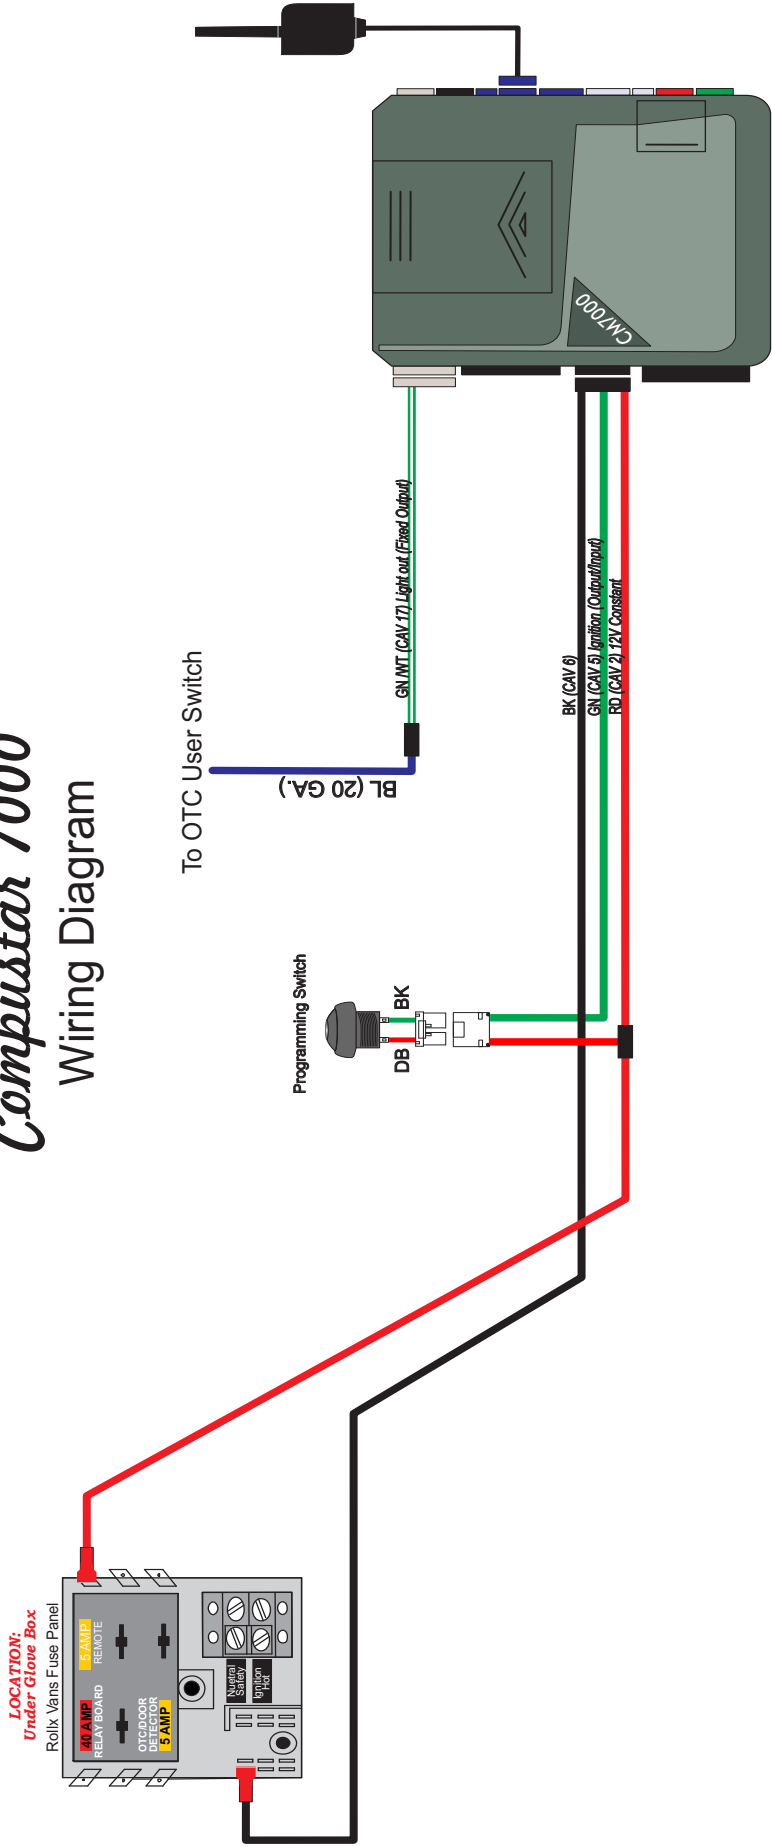 Compustar 7000
Wiring Diagram
To OTC User Switch
BL (20 GA.)
GN/WT (CAV 17) Light out (Fixed Output)
CM7000
BK (CAV 6)
GN (CAV 5) Ignition (Output/Input)
RD (CAV 2) 12V Constant
Programming Switch
DB
BK
LOCATION:
Under Glove Box
Rollx Vans Fuse Panel
40 AMP
RELAY BOARD
5 AMP
REMOTE
OTC/DOOR
DETECTOR
5 AMP
Nuetral
Safety
Ignition
Hot